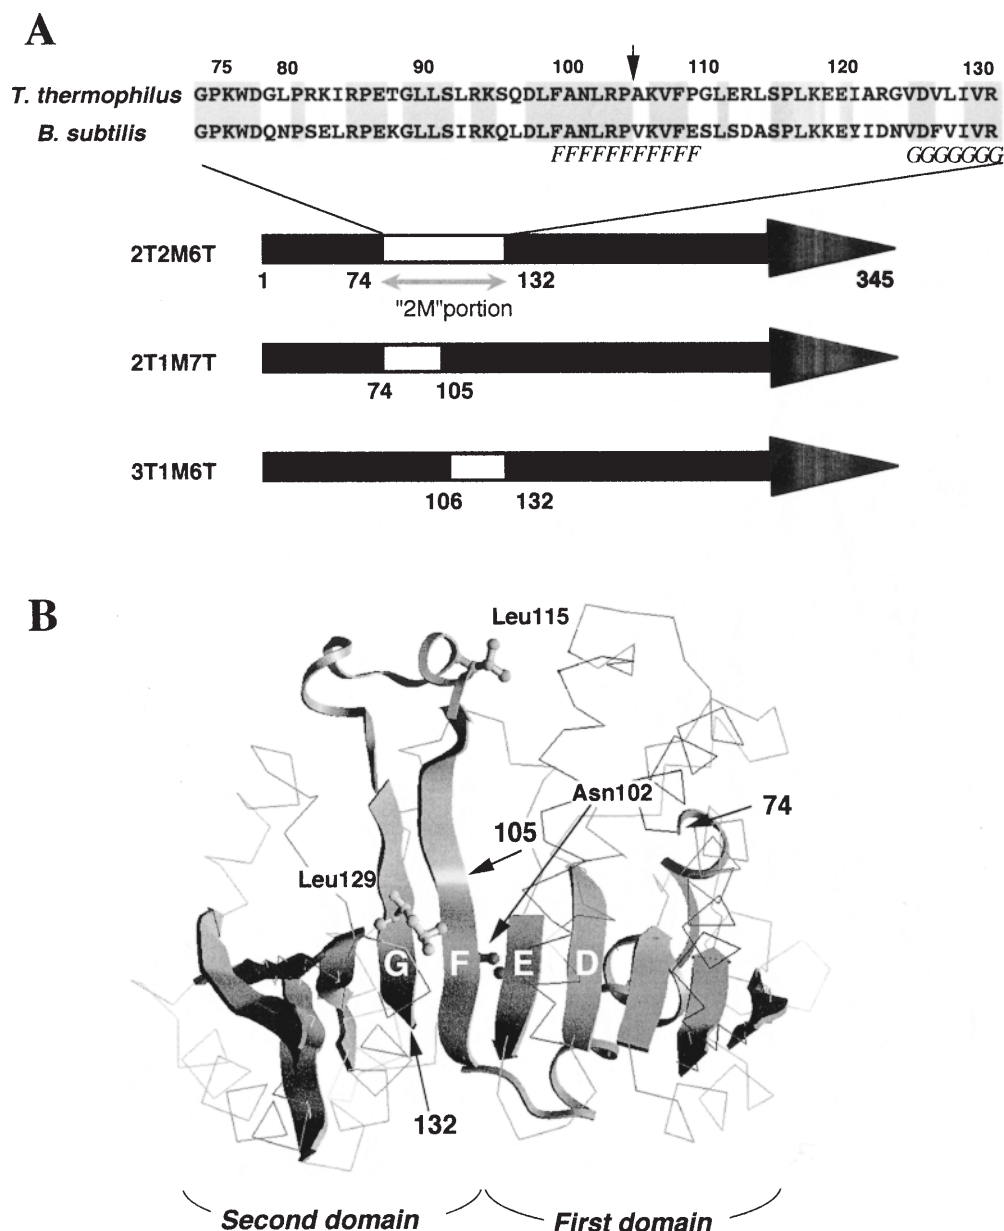 A
75 80 90 100 110 120 130
T. thermophilus GPKWDGLPRKIRPETGLLSLRKSQDLFANLRPAKVFPGLERLSPLKEEIARGVDVLIVR
B. subtilis GPKWDQNPSELRPEKGLLSIRKQLDLFANLRPVKVFESLSDASPLKKEYIDNVDFVIVR
FFFFFFFFFFF GGGGGGG
2T2M6T
1 74 132 345
"2M"portion
2T1M7T
74 105
3T1M6T
106 132
B
Leu115
Asn102
74
105
Leu129
G F E D
132
Second domain First domain